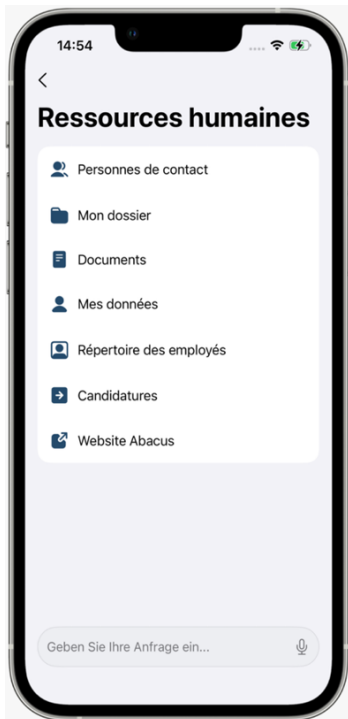 14:54
Ressources humaines
Personnes de contact
Mon dossier
Documents
Mes données
Répertoire des employés
Candidatures
Website Abacus
Geben Sie Ihre Anfrage ein...